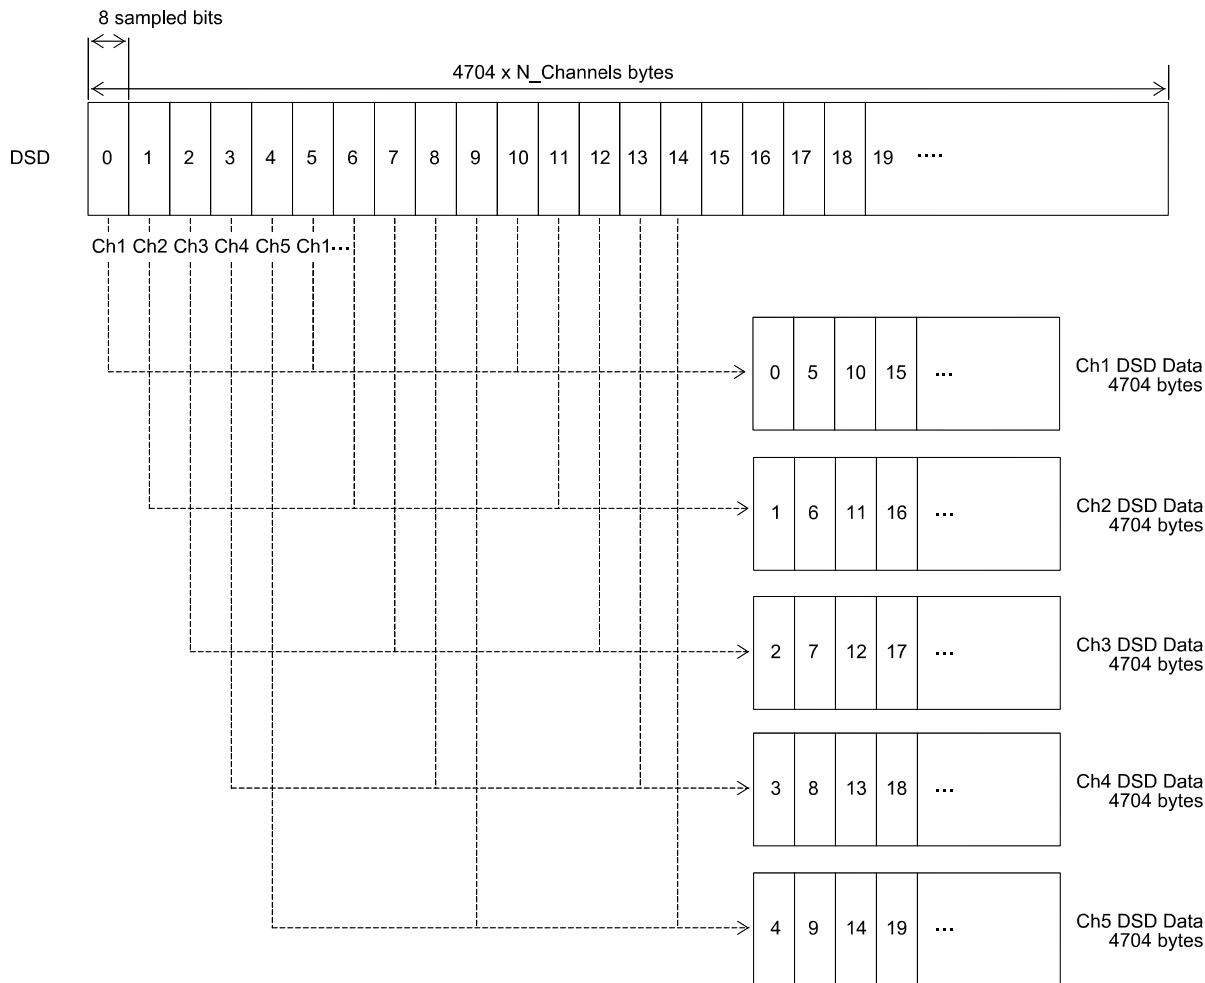 8 sampled bits
4704 x N_Channels bytes
DSD 0 1 2 3 4 5 6 7 8 9 10 11 12 13 14 15 16 17 18 19 ....
Ch1 Ch2 Ch3 Ch4 Ch5 Ch1...
0 5 10 15 ...
Ch1 DSD Data
4704 bytes
1 6 11 16 ...
Ch2 DSD Data
4704 bytes
2 7 12 17 ...
Ch3 DSD Data
4704 bytes
3 8 13 18 ...
Ch4 DSD Data
4704 bytes
4 9 14 19 ...
Ch5 DSD Data
4704 bytes